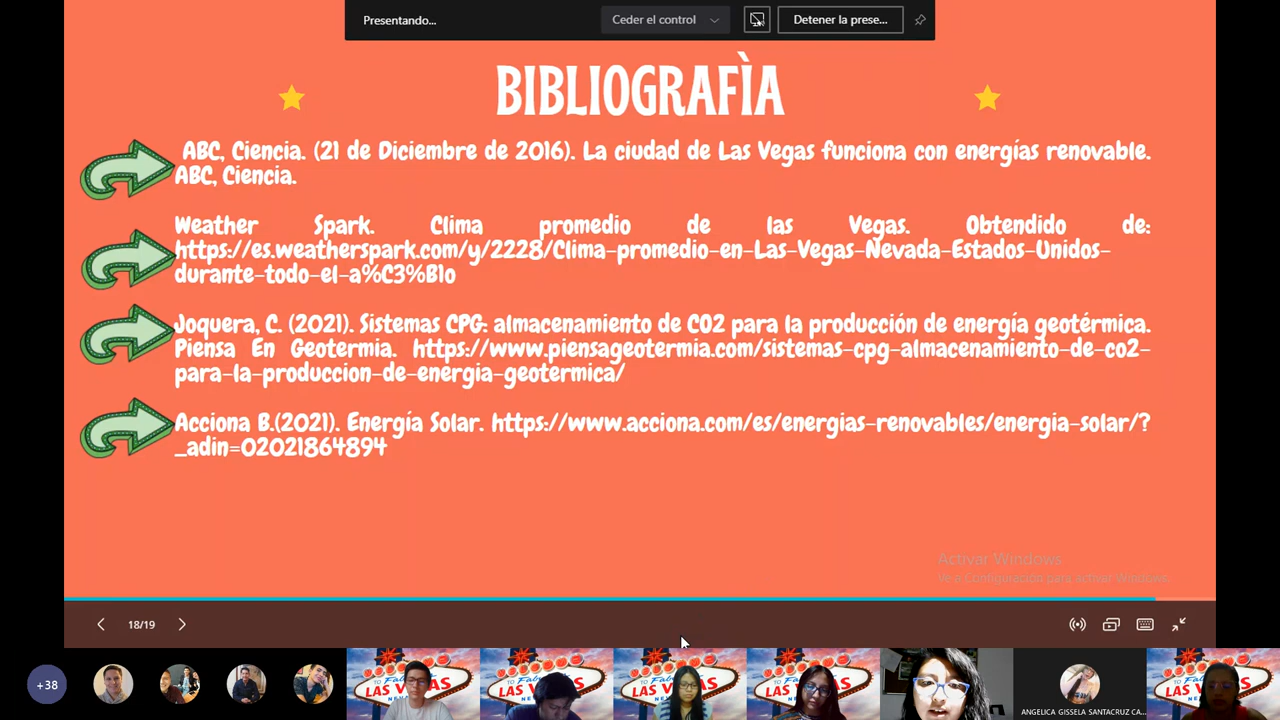 Presentando...
Ceder el control
Detener la prese...
BIBLIOGRAFÌA
ABC, Ciencia. (21 de Diciembre de 2016). La ciudad de Las Vegas funciona con energías renovable.
ABC, Ciencia.
Weather Spark. Clima promedio de las Vegas. Obtendido de:
https://es.weatherspark.com/y/2228/Clima-promedio-en-Las-Vegas-Nevada-Estados-Unidos-
durante-todo-el-a%C3%B1o
Joquera, C. (2021). Sistemas CPG: almacenamiento de CO2 para la producción de energía geotérmica.
Piensa En Geotermia. https://www.piensageotermia.com/sistemas-cpg-almacenamiento-de-co2-
para-la-produccion-de-energia-geotermica/
Acciona B.(2021). Energía Solar. https://www.acciona.com/es/energias-renovables/energia-solar/?
_adin=02021864894
Activar Windows
Ve a Configuración para activar Windows.
18/19
+38
LAS VEGAS
LAS VEGAS
LAS VEGAS
LAS VEGAS
ANGELICA GISSELA SANTACRUZ CA...
LAS VEGAS